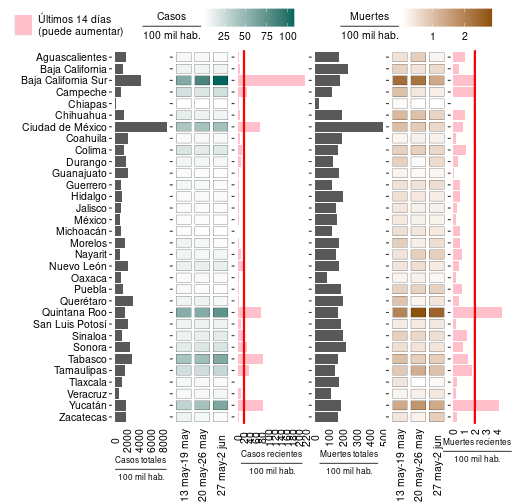 Últimos 14 días
(puede aumentar)
Casos
100 mil hab.
25 50 75 100
Muertes
100 mil hab.
1 2
Aguascalientes
Baja California
Baja California Sur
Campeche
Chiapas
Chihuahua
Ciudad de México
Coahuila
Colima
Durango
Guanajuato
Guerrero
Hidalgo
Jalisco
México
Michoacán
Morelos
Nayarit
Nuevo León
Oaxaca
Puebla
Querétaro
Quintana Roo
San Luis Potosí
Sinaloa
Sonora
Tabasco
Tamaulipas
Tlaxcala
Veracruz
Yucatán
Zacatecas
0 2000 4000 6000 8000
Casos totales
100 mil hab.
13 may-19 may
20 may-26 may
27 may-2 jun
Casos recientes
100 mil hab.
0 100 200 300 400 500
Muertes totales
100 mil hab.
13 may-19 may
20 may-26 may
27 may-2 jun
0 1 2 3 4
Muertes recientes
100 mil hab.